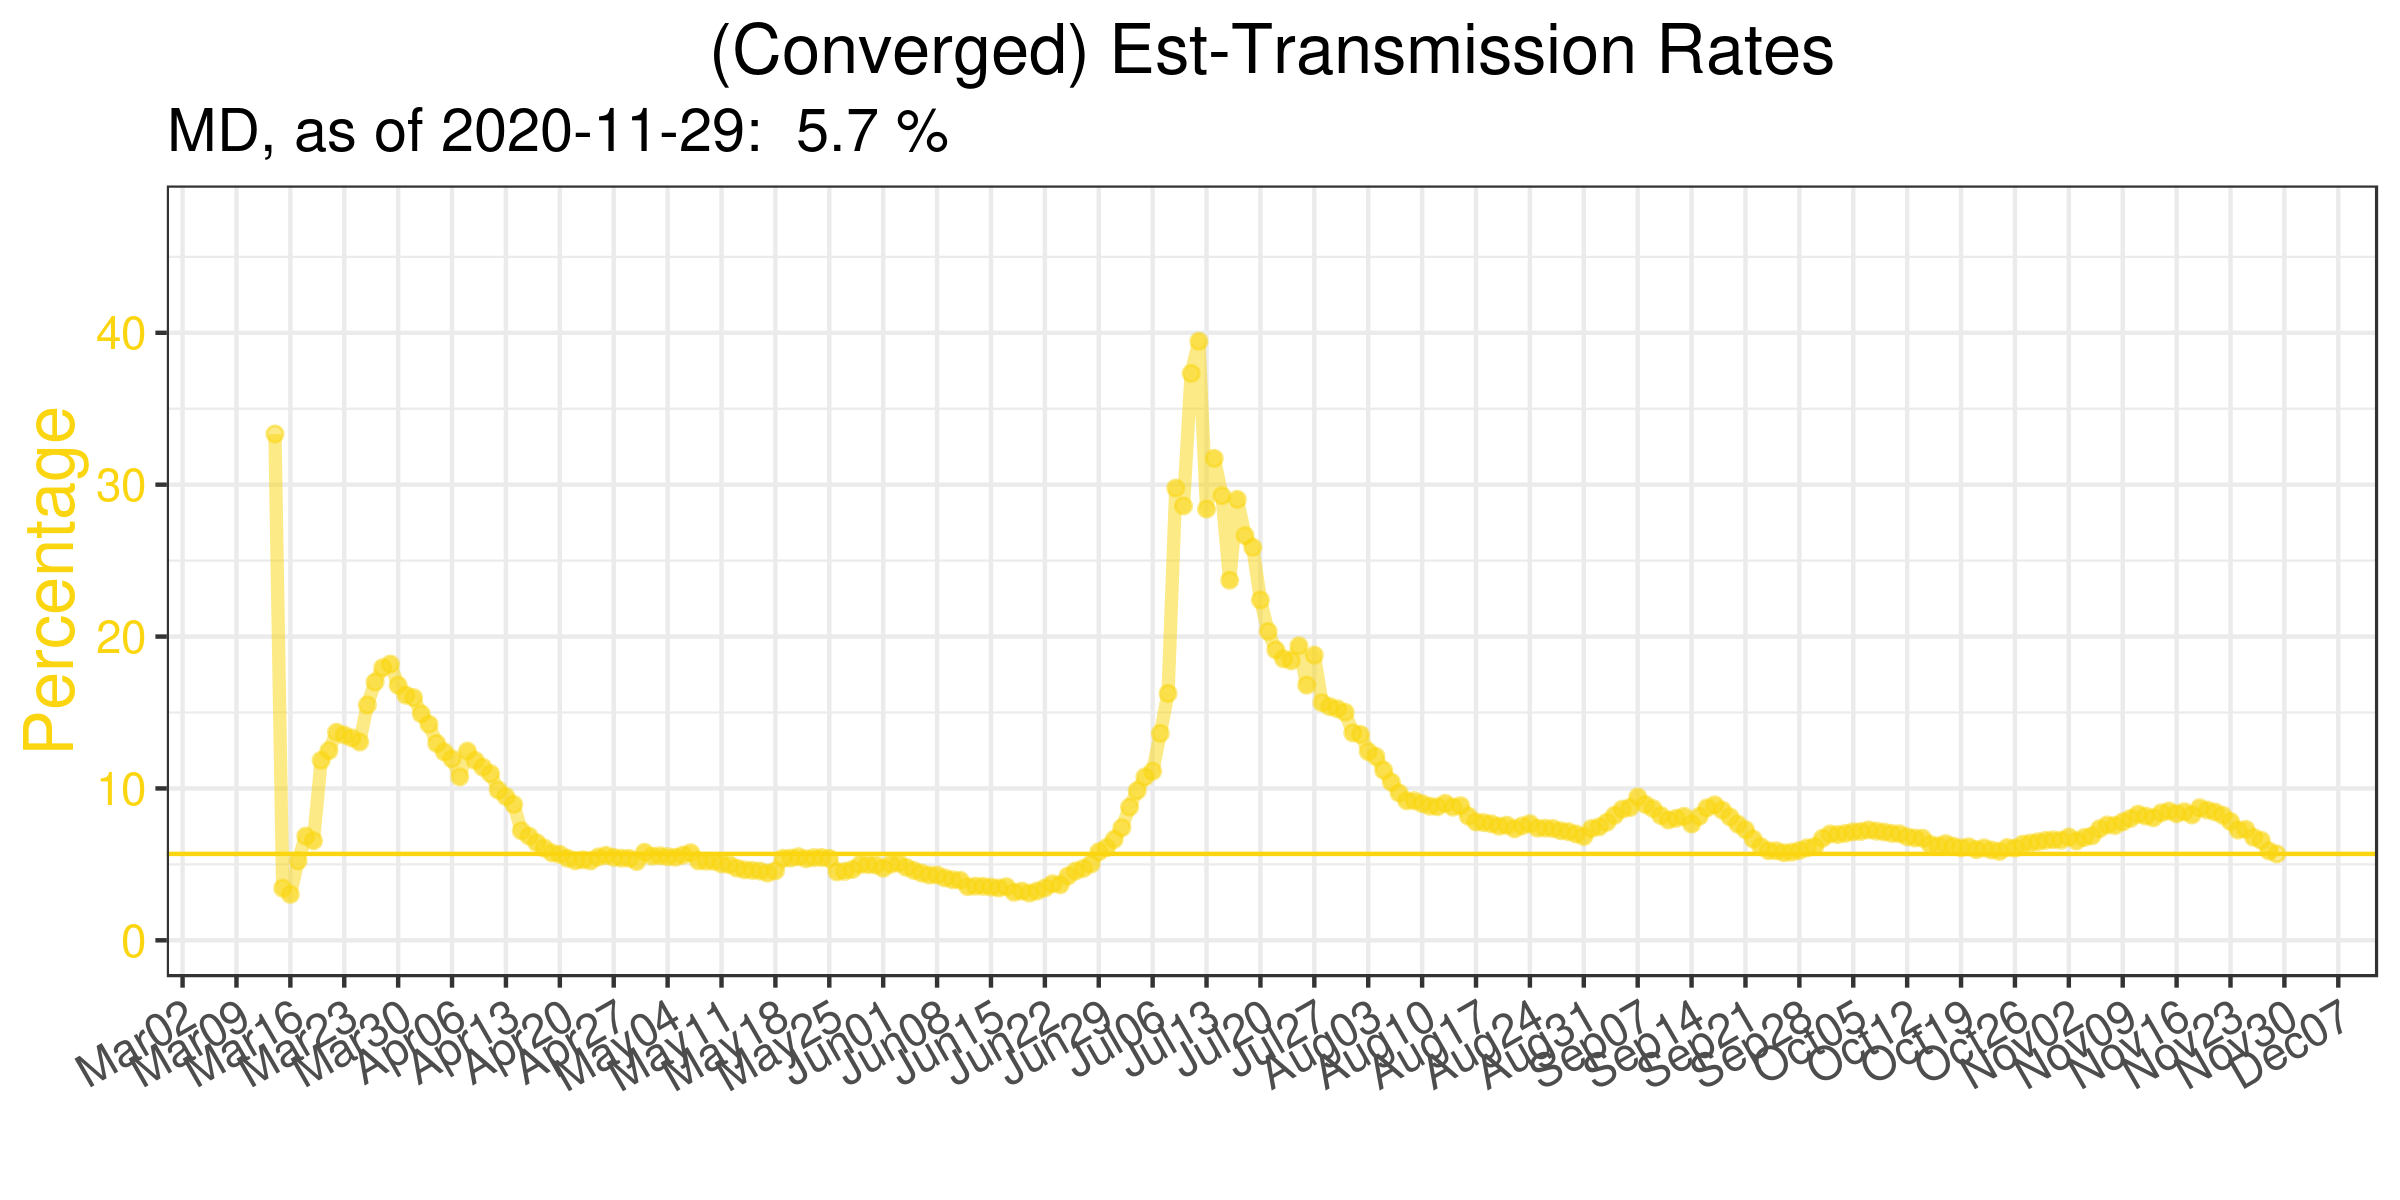 (Converged) Est-Transmission Rates
MD, as of 2020-11-29:  5.7 %
Percentage
40
30
20
10
0
Mar02
Mar09
Mar16
Mar23
Mar30
Apr06
Apr13
Apr20
Apr27
May04
May11
May18
May25
Jun01
Jun08
Jun15
Jun22
Jun29
Jul06
Jul13
Jul20
Jul27
Aug03
Aug10
Aug17
Aug24
Aug31
Sep07
Sep14
Sep21
Sep28
Oct05
Oct12
Oct19
Oct26
Nov02
Nov09
Nov16
Nov23
Nov30
Dec07